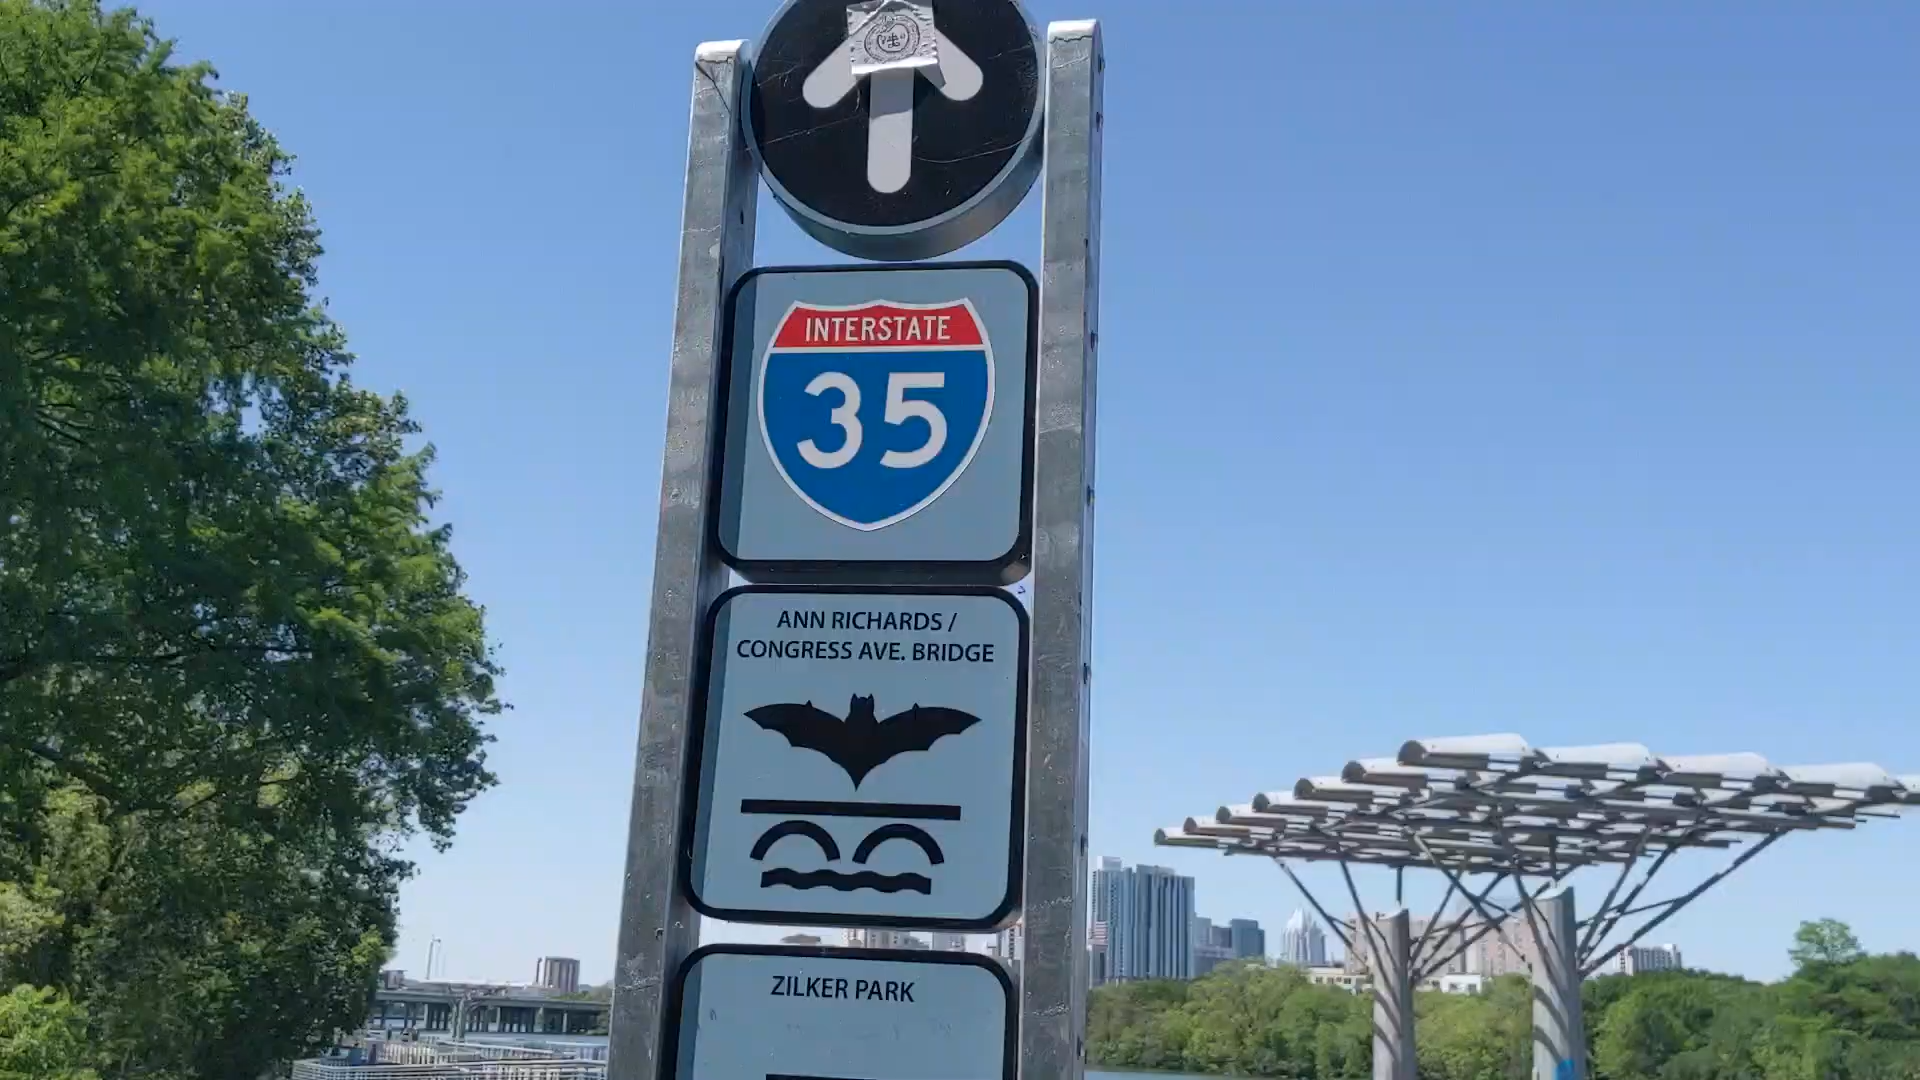 INTERSTATE
35
ANN RICHARDS /
CONGRESS AVE. BRIDGE
ZILKER PARK